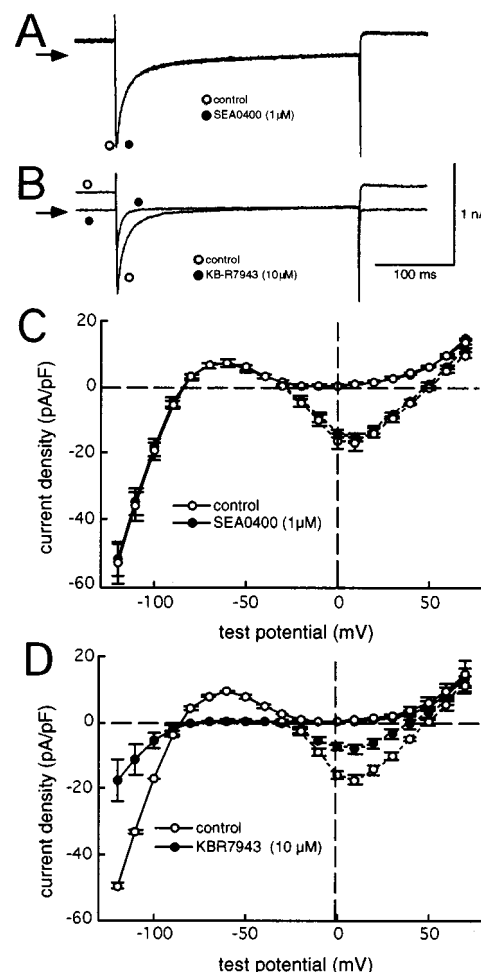 A
control
SEA0400 (1µM)
B
control
KB-R7943 (10µM)
100 ms
C
20
0
-20
-40
-60
current density (pA/pF)
control
SEA0400 (1µM)
-100
-50
0
50
test potential (mV)
D
20
0
-20
-40
-60
current density (pA/pF)
control
KBR7943 (10 µM)
-100
-50
0
50
test potential (mV)